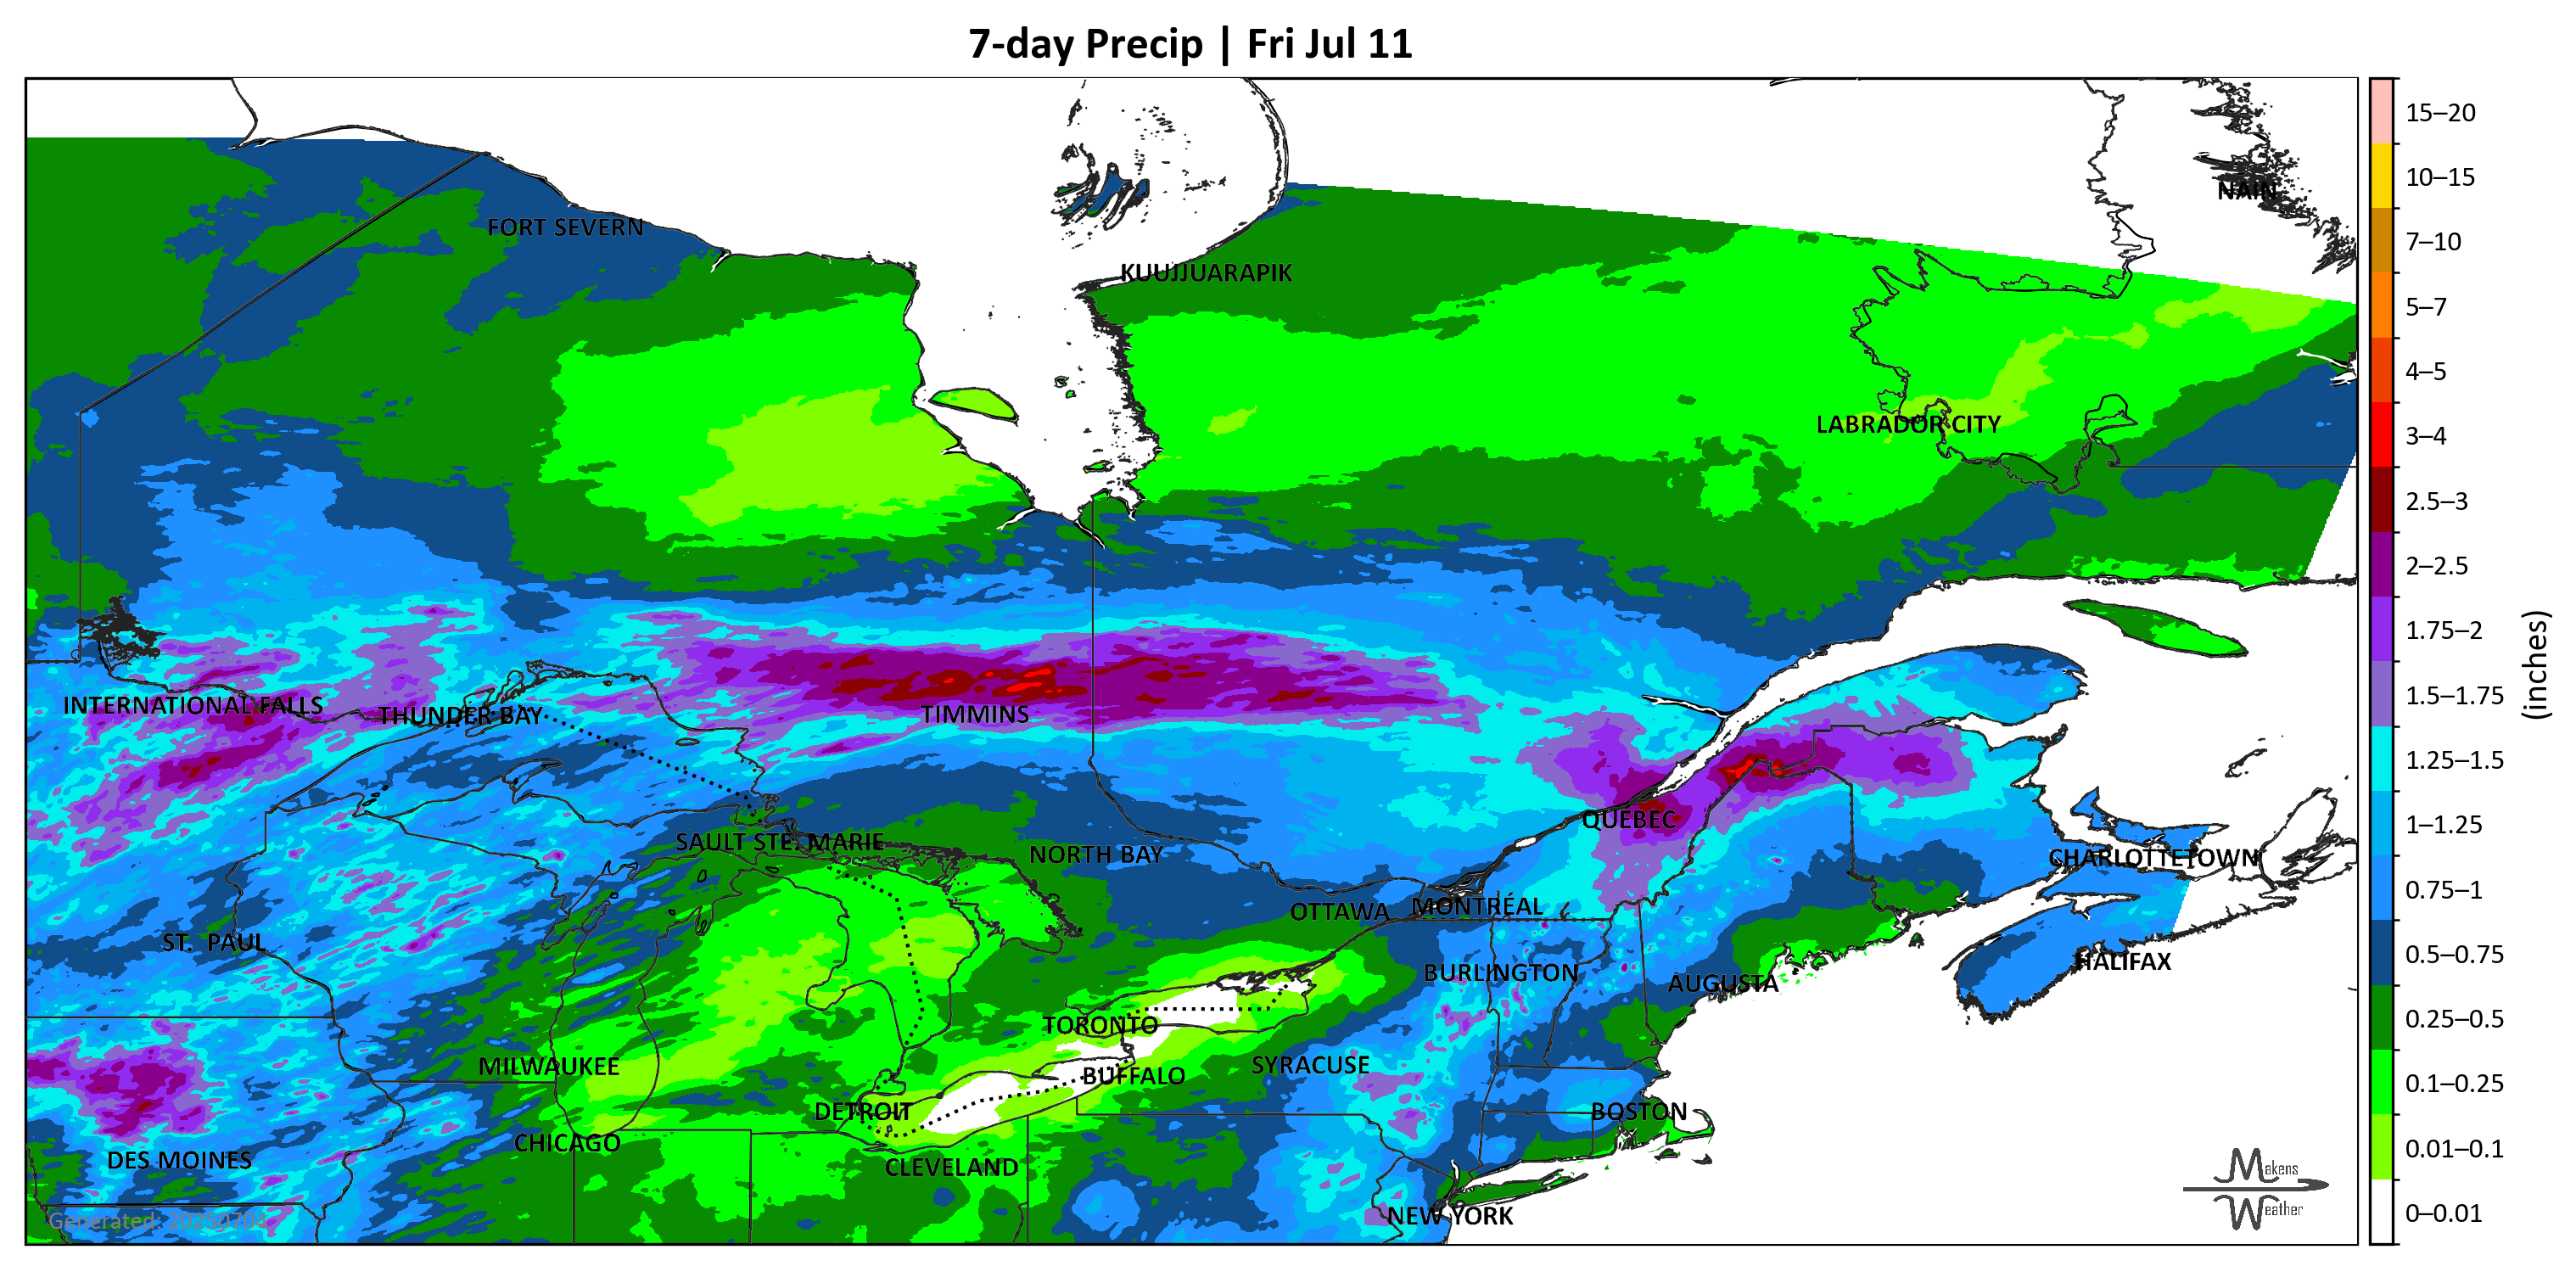 7-day Precip | Fri Jul 11
NAIN
FORT SEVERN
KUUJJUARAPIK
LABRADOR CITY
INTERNATIONAL FALLS
THUNDER BAY
TIMMINS
QUEBEC
SAULT STE. MARIE
NORTH BAY
CHARLOTTETOWN
OTTAWA
MONTRÉAL
ST. PAUL
HALIFAX
BURLINGTON
AUGUSTA
TORONTO
SYRACUSE
MILWAUKEE
BUFFALO
DETROIT
BOSTON
CHICAGO
DES MOINES
CLEVELAND
NEW YORK
Generated: 20250704
Makens
Weather
15–20
10–15
7–10
5–7
4–5
3–4
2.5–3
2–2.5
1.75–2
1.5–1.75
1.25–1.5
1–1.25
0.75–1
0.5–0.75
0.25–0.5
0.1–0.25
0.01–0.1
0–0.01
(inches)